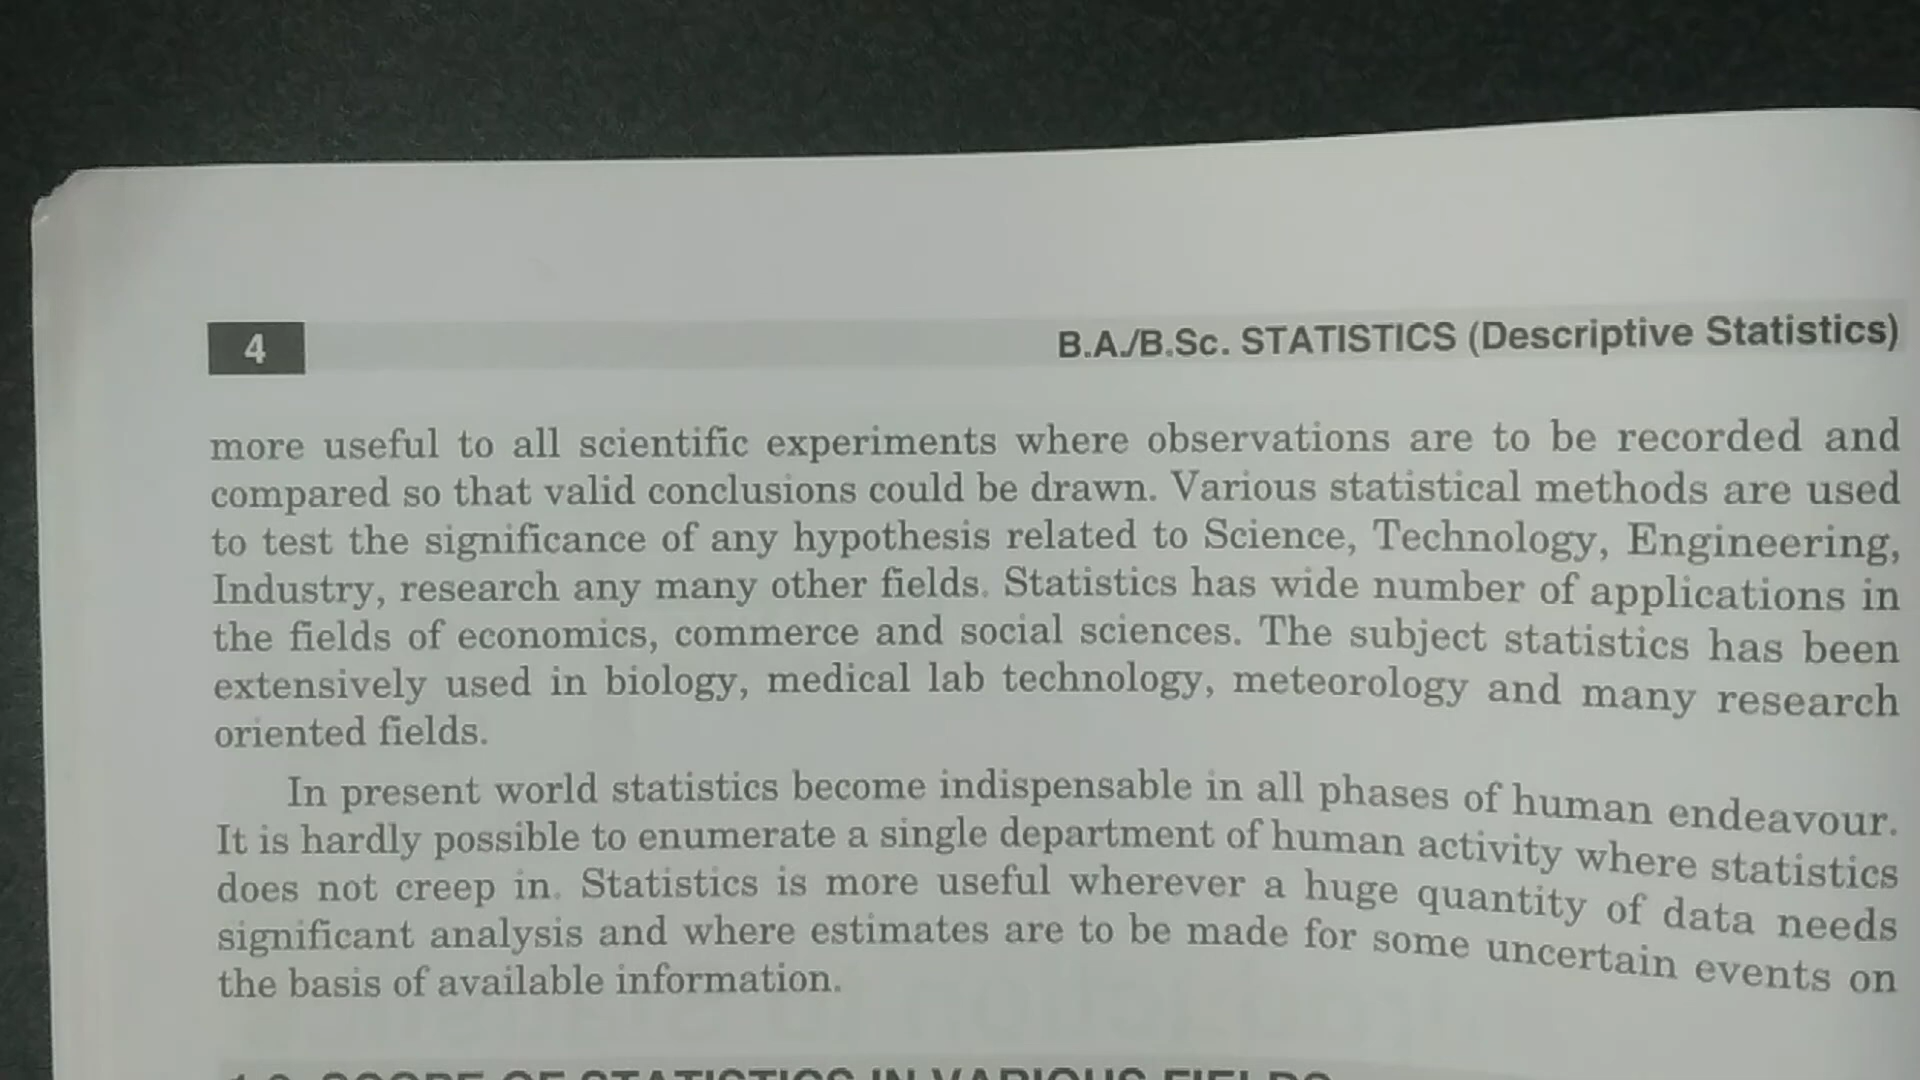 4
B.A./B.Sc. STATISTICS (Descriptive Statistics)
more useful to all scientific experiments where observations are to be recorded and
compared so that valid conclusions could be drawn. Various statistical methods are used
to test the significance of any hypothesis related to Science, Technology, Engineering,
Industry, research any many other fields. Statistics has wide number of applications in
the fields of economics, commerce and social sciences. The subject statistics has been
extensively used in biology, medical lab technology, meteorology and many research
oriented fields.
In present world statistics become indispensable in all phases of human endeavour.
It is hardly possible to enumerate a single department of human activity where statistics
does not creep in. Statistics is more useful wherever a huge quantity of data needs
significant analysis and where estimates are to be made for some uncertain events on
the basis of available information.
SCOPE OF STATISTICS IN VARIOUS FIELDS